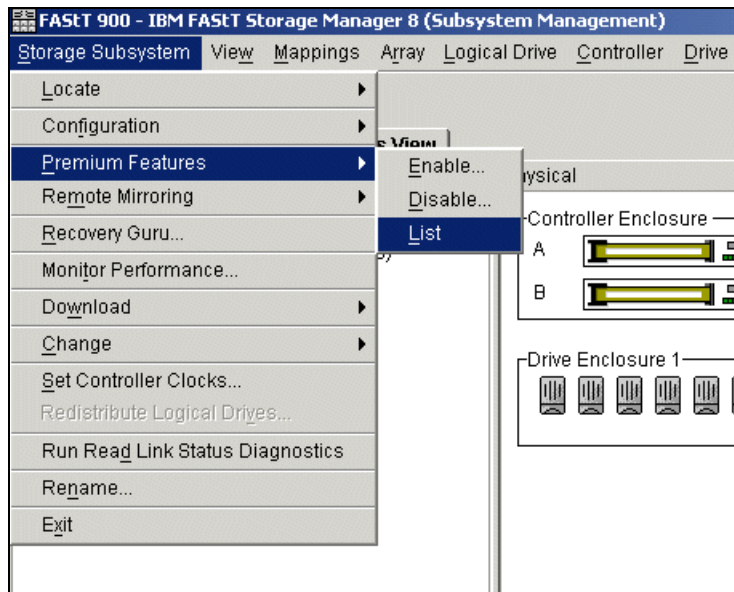 FAStT 900 - IBM FAStT Storage Manager 8 (Subsystem Management)
Storage Subsystem View Mappings Array Logical Drive Controller Drive
Locate
Configuration
Premium Features
Remote Mirroring
Recovery Guru...
Monitor Performance...
Download
Change
Set Controller Clocks...
Redistribute Logical Drives...
Run Read Link Status Diagnostics
Rename...
Exit
View
Enable...
Disable...
List
Controller Enclosure
A
B
Drive Enclosure 1